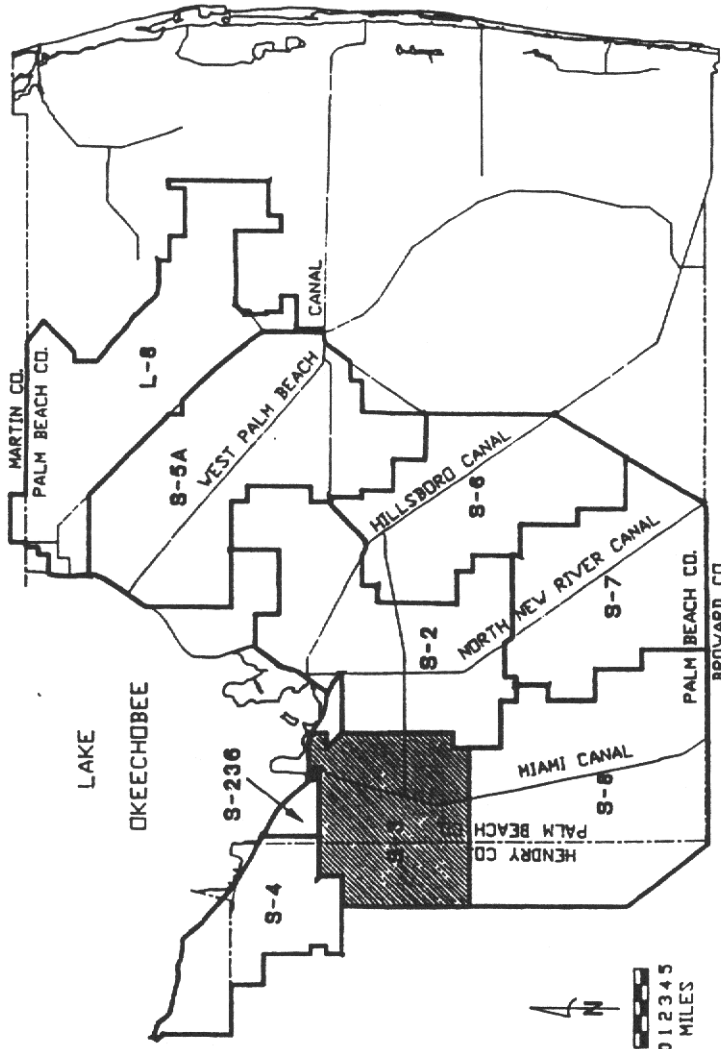 MARTIN CO.
PALM BEACH CO.
L-8
LAKE
OKEECHOBEE
S-5A
WEST PALM BEACH
CANAL
S-236
S-4
HILLSBORO CANAL
S-6
S-2
NORTH NEW RIVER CANAL
S-7
HENDRY CO.
PALM BEACH CO.
MIAMI CANAL
S-8
PALM BEACH CO.
BROWARD CO.
N
0 1 2 3 4 5
MILES